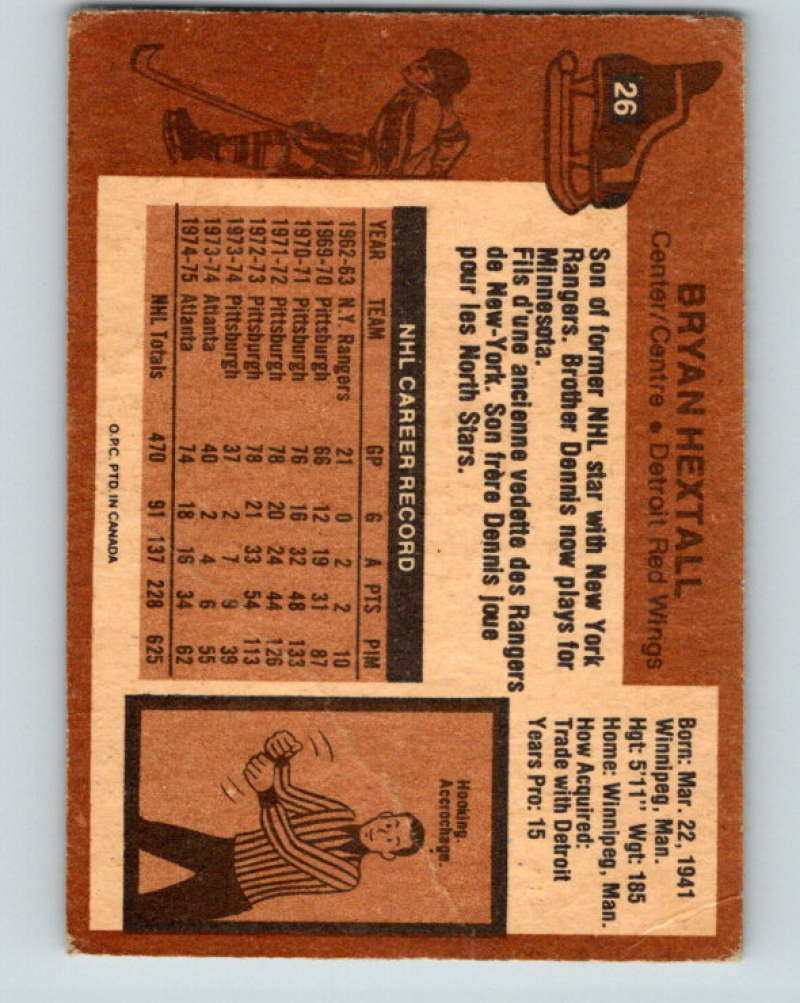 26
BRYAN HEXTALL
Center/Centre • Detroit Red Wings
Born: Mar. 22, 1941
Winnipeg, Man.
Hgt: 5'11" Wgt: 185
Home: Winnipeg, Man.
How Acquired:
Trade with Detroit
Years Pro: 15
Son of former NHL star with New York
Rangers. Brother Dennis now plays for
Minnesota.
Fils d'une ancienne vedette des Rangers
de New-York. Son frère Dennis joue
pour les North Stars.
NHL CAREER RECORD
YEAR TEAM GP G A PTS PIM
1962-63 N.Y. Rangers 21 0 2 2 10
1969-70 Pittsburgh 66 12 19 31 87
1970-71 Pittsburgh 76 16 32 48 133
1971-72 Pittsburgh 78 20 24 44 126
1972-73 Pittsburgh 78 21 33 54 113
1973-74 Pittsburgh 37 2 7 9 39
1973-74 Atlanta 40 2 4 6 55
1974-75 Atlanta 74 18 16 34 62
NHL Totals 470 91 137 228 625
Hooking.
Accrochage.
O.P.C. PTD. IN CANADA